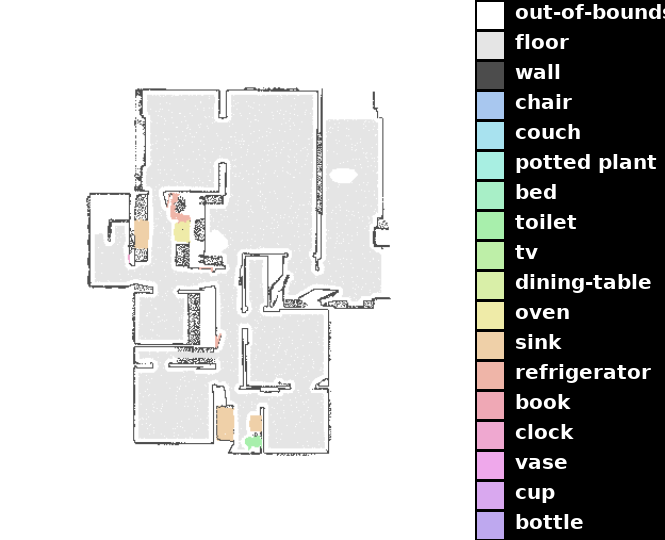 out-of-bounds
floor
wall
chair
couch
potted plant
bed
toilet
tv
dining-table
oven
sink
refrigerator
book
clock
vase
cup
bottle